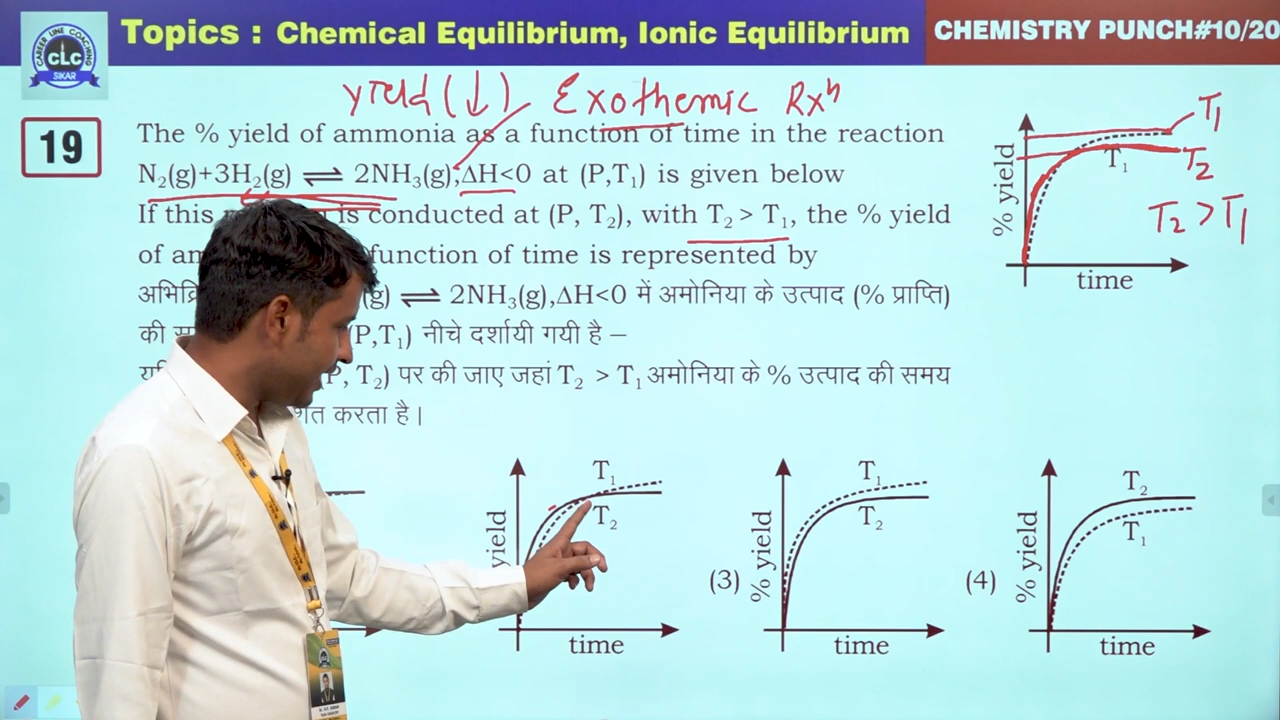 CAREER LINE COACHING
CLC
SIKAR
Topics : Chemical Equilibrium, Ionic Equilibrium
CHEMISTRY PUNCH#10/20
yield (↓) Exothemic Rxⁿ
19
The % yield of ammonia as a function of time in the reaction
N₂(g)+3H₂(g) ⇌ 2NH₃(g),ΔH<0 at (P,T₁) is given below
If this is conducted at (P, T₂), with T₂ > T₁, the % yield
of function of time is represented by
(g) ⇌ 2NH₃(g),ΔH<0 में अमोनिया के उत्पाद (% प्राप्ति)
की (P,T₁) नीचे दर्शायी गयी है –
, T₂) पर की जाए जहां T₂ > T₁ अमोनिया के % उत्पाद की समय
करता है।
T₁
T₂
T₁
T₂ > T₁
% yield
time
T₁
T₂
yield
time
(3)
T₁
T₂
% yield
time
(4)
T₂
T₁
% yield
time